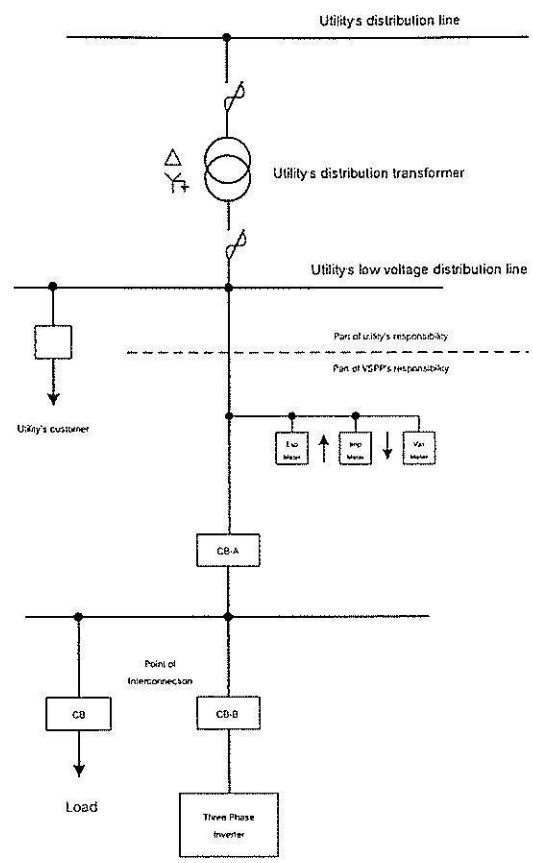 Utility's distribution line
Utility's distribution transformer
Utility's low voltage distribution line
Part of utility's responsibility
Part of VSPP's responsibility
Utility's customer
Exp
Meter
Imp
Meter
Var
Meter
CB-A
Point of
Interconnection
CB
CB-B
Load
Three Phase
Inverter